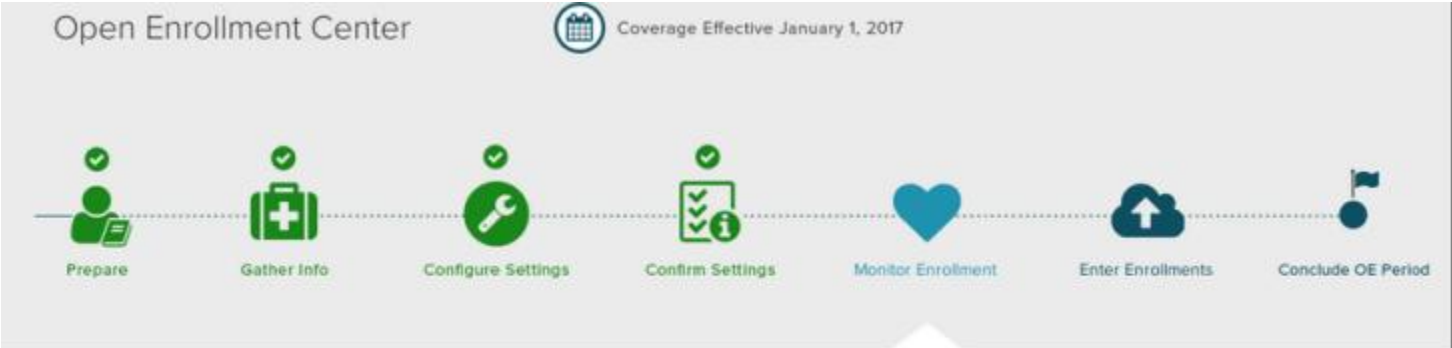 Open Enrollment Center
Coverage Effective January 1, 2017
Prepare
Gather Info
Configure Settings
Confirm Settings
Monitor Enrollment
Enter Enrollments
Conclude OE Period